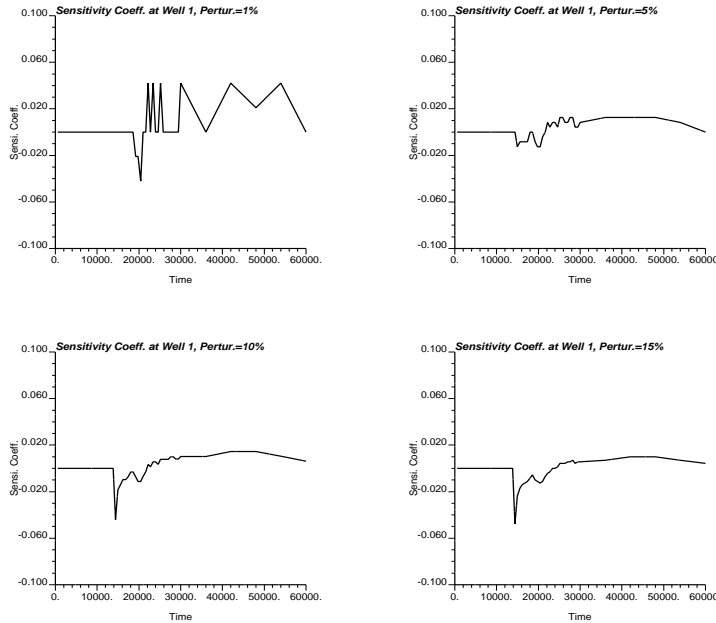 Sensitivity Coeff. at Well 1, Pertur.=1%
0.100
0.060
0.020
-0.020
-0.060
-0.100
Sensi. Coeff.
0. 10000. 20000. 30000. 40000. 50000. 60000.
Time
Sensitivity Coeff. at Well 1, Pertur.=5%
0.100
0.060
0.020
-0.020
-0.060
-0.100
Sensi. Coeff.
0. 10000. 20000. 30000. 40000. 50000. 60000.
Time
Sensitivity Coeff. at Well 1, Pertur.=10%
0.100
0.060
0.020
-0.020
-0.060
-0.100
Sensi. Coeff.
0. 10000. 20000. 30000. 40000. 50000. 60000.
Time
Sensitivity Coeff. at Well 1, Pertur.=15%
0.100
0.060
0.020
-0.020
-0.060
-0.100
Sensi. Coeff.
0. 10000. 20000. 30000. 40000. 50000. 60000.
Time